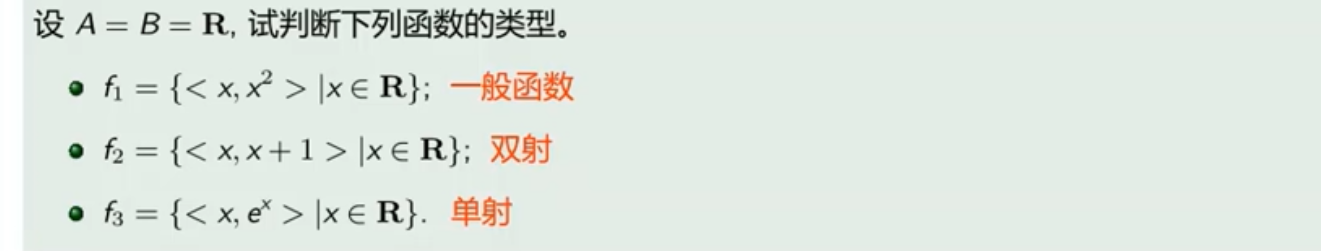 设 A = B = R, 试判断下列函数的类型。
f₁ = {< x, x² > |x ∈ R}; 一般函数
f₂ = {< x, x + 1 > |x ∈ R}; 双射
f₃ = {< x, eˣ > |x ∈ R}. 单射